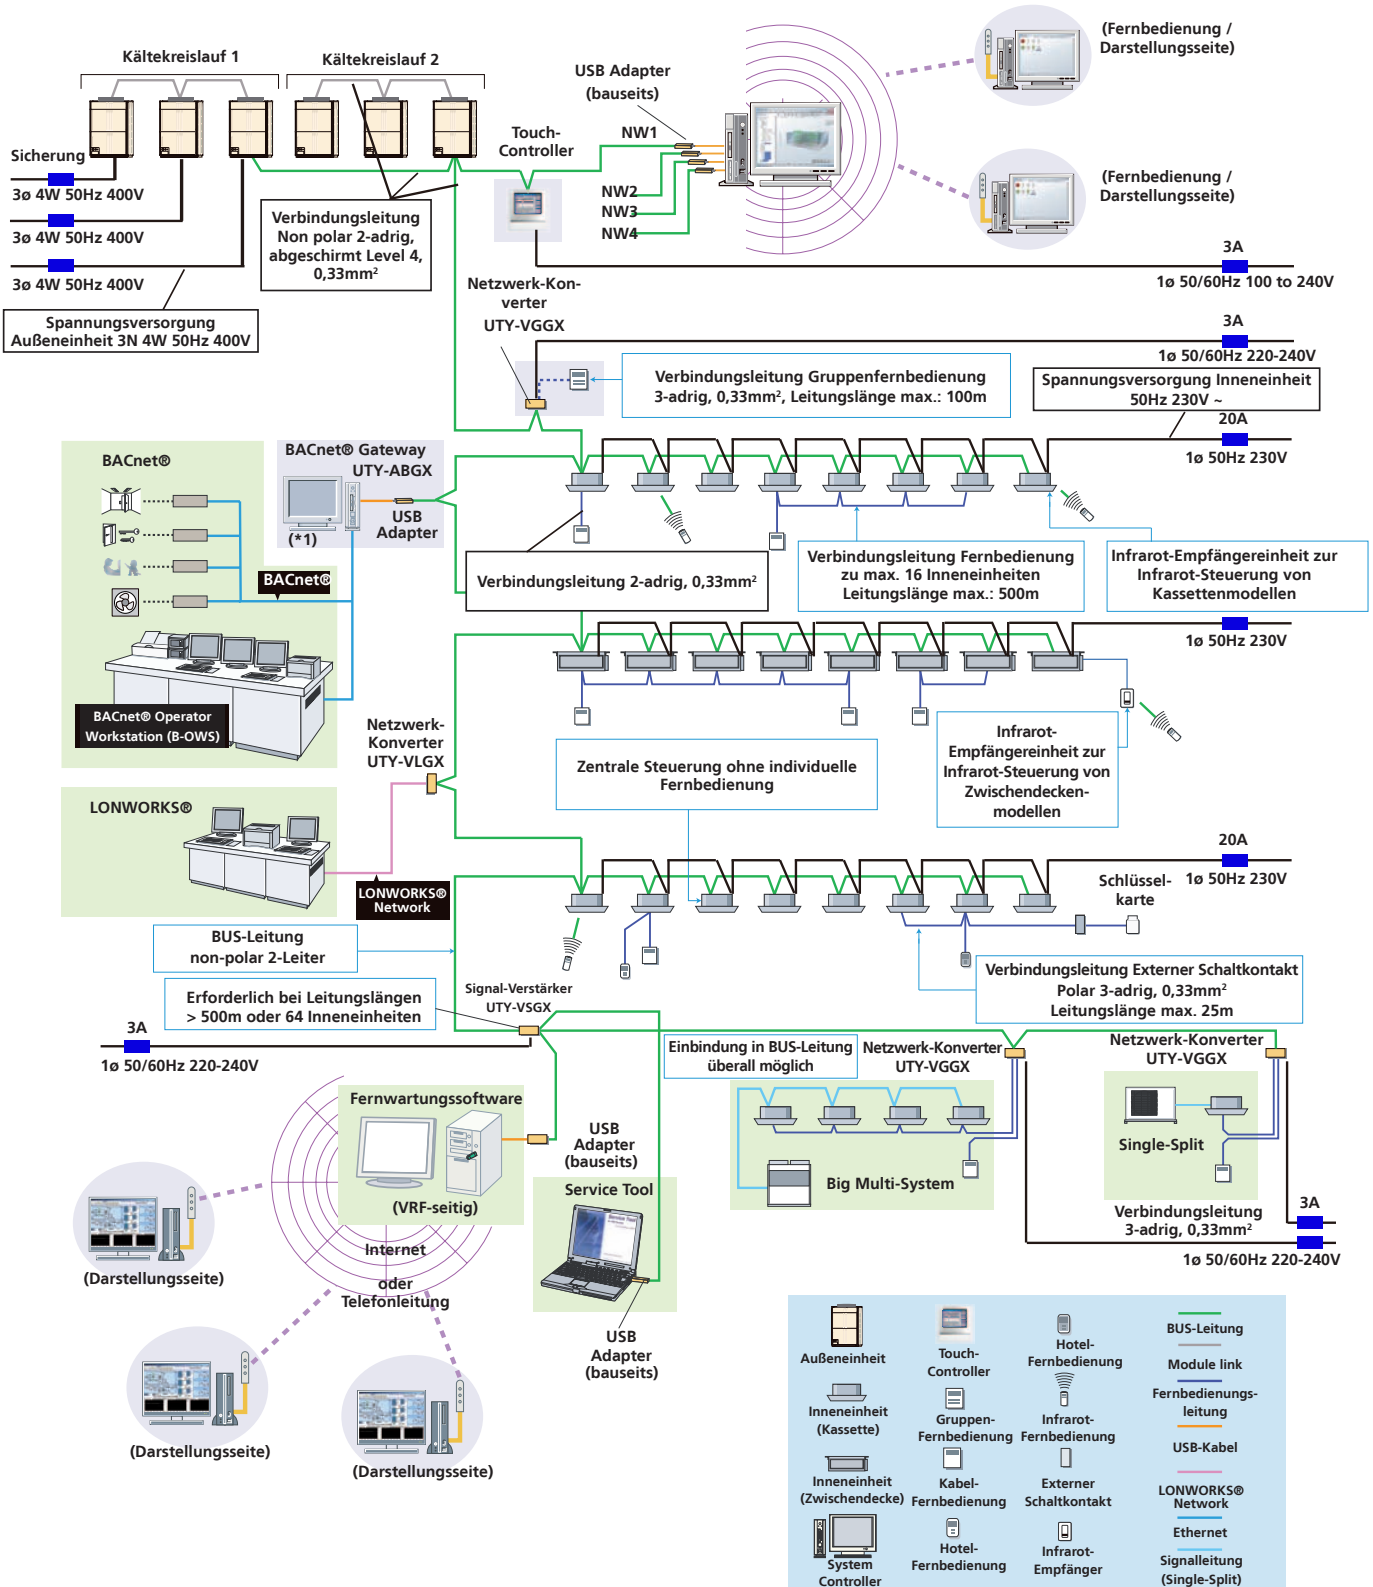 Kältekreislauf 1
Kältekreislauf 2
Sicherung
3ø 4W 50Hz 400V
3ø 4W 50Hz 400V
3ø 4W 50Hz 400V
Spannungsversorgung
Außeneinheit 3N 4W 50Hz 400V
Verbindungsleitung
Non polar 2-adrig,
abgeschirmt Level 4,
0,33mm²
Touch-
Controller
USB Adapter
(bauseits)
NW1
NW2
NW3
NW4
(Fernbedienung /
Darstellungsseite)
(Fernbedienung /
Darstellungsseite)
3A
1ø 50/60Hz 100 to 240V
Netzwerk-Kon-
verter
UTY-VGGX
3A
1ø 50/60Hz 220-240V
Verbindungsleitung Gruppenfernbedienung
3-adrig, 0,33mm², Leitungslänge max.: 100m
Spannungsversorgung Inneneinheit
50Hz 230V ~
20A
1ø 50Hz 230V
BACnet®
BACnet® Gateway
UTY-ABGX
USB
Adapter
(*1)
BACnet®
BACnet® Operator
Workstation (B-OWS)
Verbindungsleitung 2-adrig, 0,33mm²
Verbindungsleitung Fernbedienung
zu max. 16 Inneneinheiten
Leitungslänge max.: 500m
Infrarot-Empfängereinheit zur
Infrarot-Steuerung von
Kassettenmodellen
1ø 50Hz 230V
Netzwerk-
Konverter
UTY-VLGX
Zentrale Steuerung ohne individuelle
Fernbedienung
Infrarot-
Empfängereinheit zur
Infrarot-Steuerung von
Zwischendecken-
modellen
LONWORKS®
LONWORKS®
Network
20A
1ø 50Hz 230V
Schlüssel-
karte
BUS-Leitung
non-polar 2-Leiter
Signal-Verstärker
UTY-VSGX
Erforderlich bei Leitungslängen
> 500m oder 64 Inneneinheiten
Verbindungsleitung Externer Schaltkontakt
Polar 3-adrig, 0,33mm²
Leitungslänge max. 25m
3A
1ø 50/60Hz 220-240V
Einbindung in BUS-Leitung
überall möglich
Netzwerk-Konverter
UTY-VGGX
Netzwerk-Konverter
UTY-VGGX
Fernwartungssoftware
(VRF-seitig)
USB
Adapter
(bauseits)
Service Tool
Service Tool
Big Multi-System
Single-Split
Verbindungsleitung
3-adrig, 0,33mm²
3A
1ø 50/60Hz 220-240V
Internet
oder
Telefonleitung
(Darstellungsseite)
(Darstellungsseite)
(Darstellungsseite)
USB
Adapter
(bauseits)
Außeneinheit
Touch-
Controller
Hotel-
Fernbedienung
BUS-Leitung
Module link
Inneneinheit
(Kassette)
Gruppen-
Fernbedienung
Infrarot-
Fernbedienung
Fernbedienungs-
leitung
USB-Kabel
Inneneinheit
(Zwischendecke)
Kabel-
Fernbedienung
Externer
Schaltkontakt
LONWORKS®
Network
Ethernet
System
Controller
Hotel-
Fernbedienung
Infrarot-
Empfänger
Signalleitung
(Single-Split)